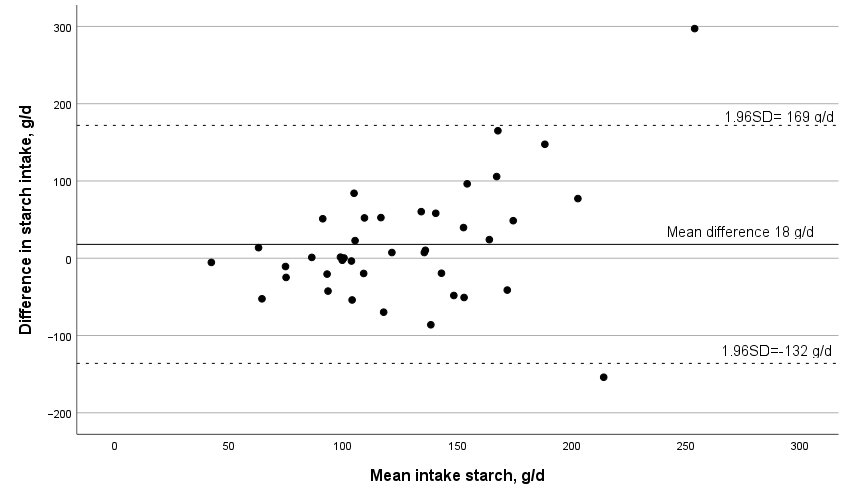 300
200
1.96SD= 169 g/d
100
Mean difference 18 g/d
0
−100
1.96SD=-132 g/d
−200
Difference in starch intake, g/d
0 50 100 150 200 250 300
Mean intake starch, g/d